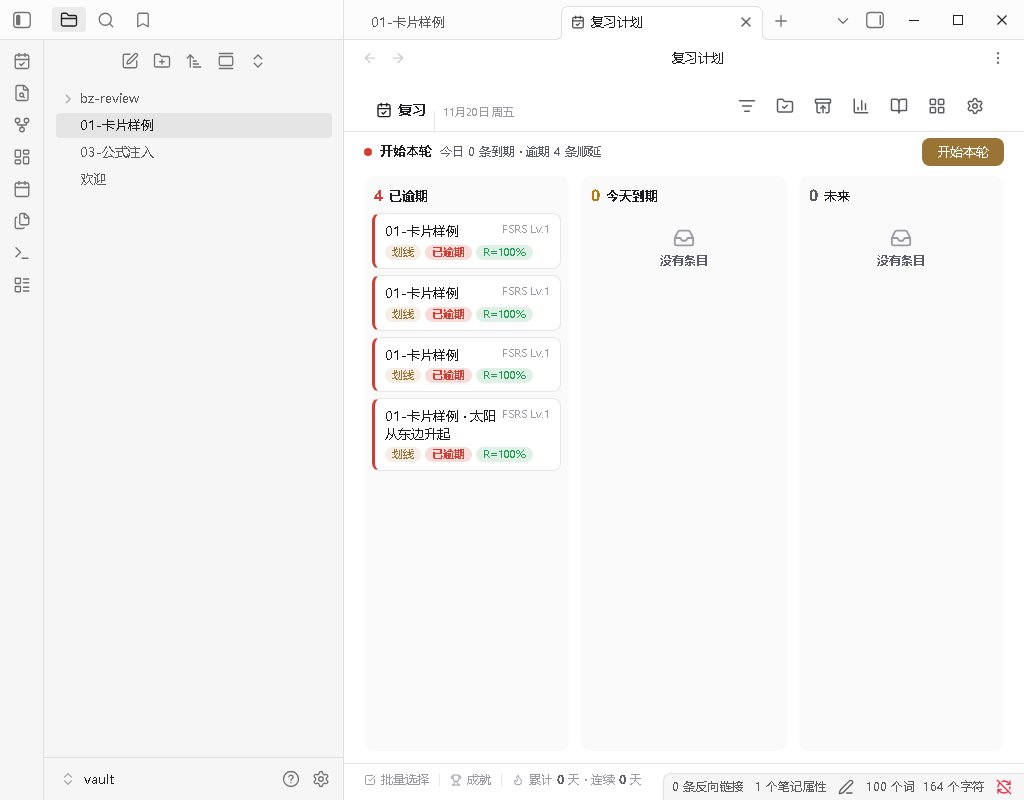 01-卡片样例
复习计划
复习计划
bz-review
01-卡片样例
03-公式注入
欢迎
复习
11月20日 周五
开始本轮 今日 0 条到期 · 逾期 4 条顺延
开始本轮
4 已逾期
01-卡片样例 FSRS Lv.1
划线 已逾期 R=100%
01-卡片样例 FSRS Lv.1
划线 已逾期 R=100%
01-卡片样例 FSRS Lv.1
划线 已逾期 R=100%
01-卡片样例 · 太阳 FSRS Lv.1
从东边升起
划线 已逾期 R=100%
0 今天到期
没有条目
0 未来
没有条目
vault
批量选择 成就 累计 0 天 · 连续 0 天
0 条反向链接 1 个笔记属性 100 个词 164 个字符